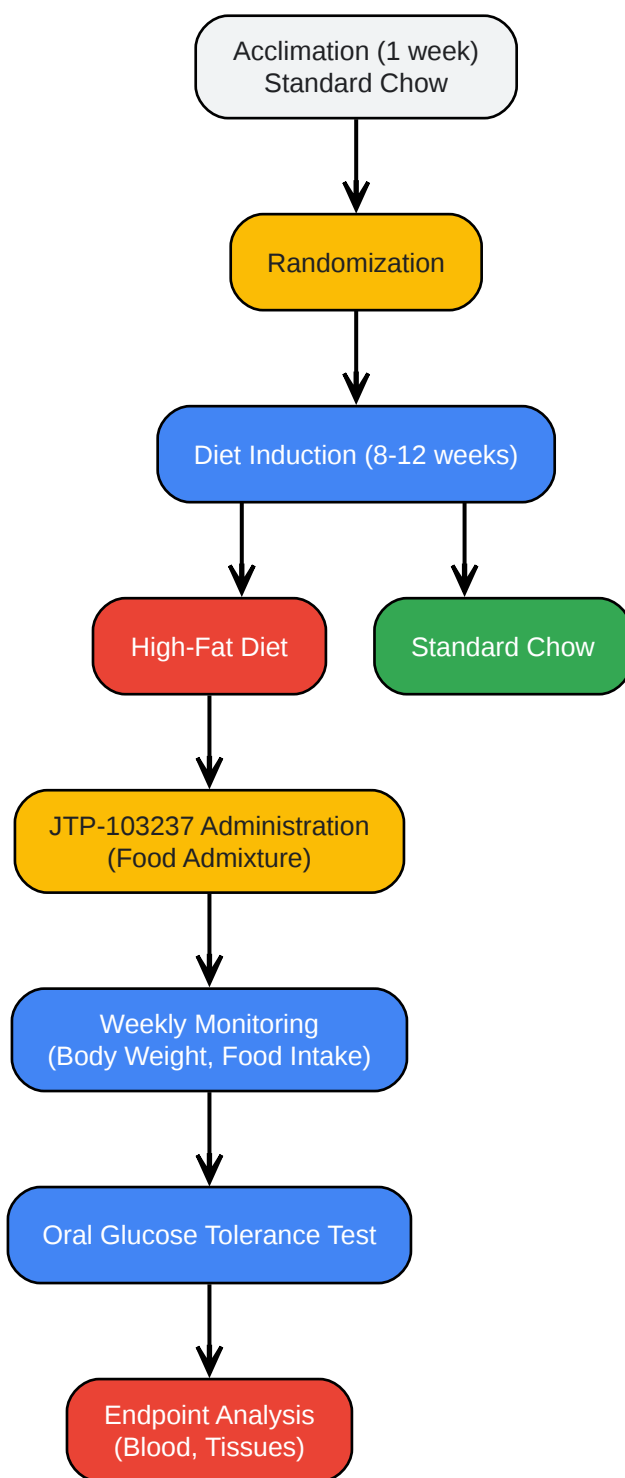 Acclimation (1 week)
Standard Chow
Randomization
Diet Induction (8-12 weeks)
High-Fat Diet
Standard Chow
JTP-103237 Administration
(Food Admixture)
Weekly Monitoring
(Body Weight, Food Intake)
Oral Glucose Tolerance Test
Endpoint Analysis
(Blood, Tissues)